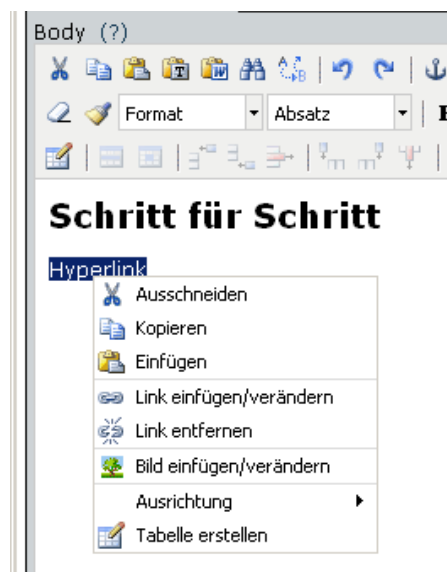 Body (?)
Format
Absatz
Schritt für Schritt
Hyperlink
Ausschneiden
Kopieren
Einfügen
Link einfügen/verändern
Link entfernen
Bild einfügen/verändern
Ausrichtung
Tabelle erstellen